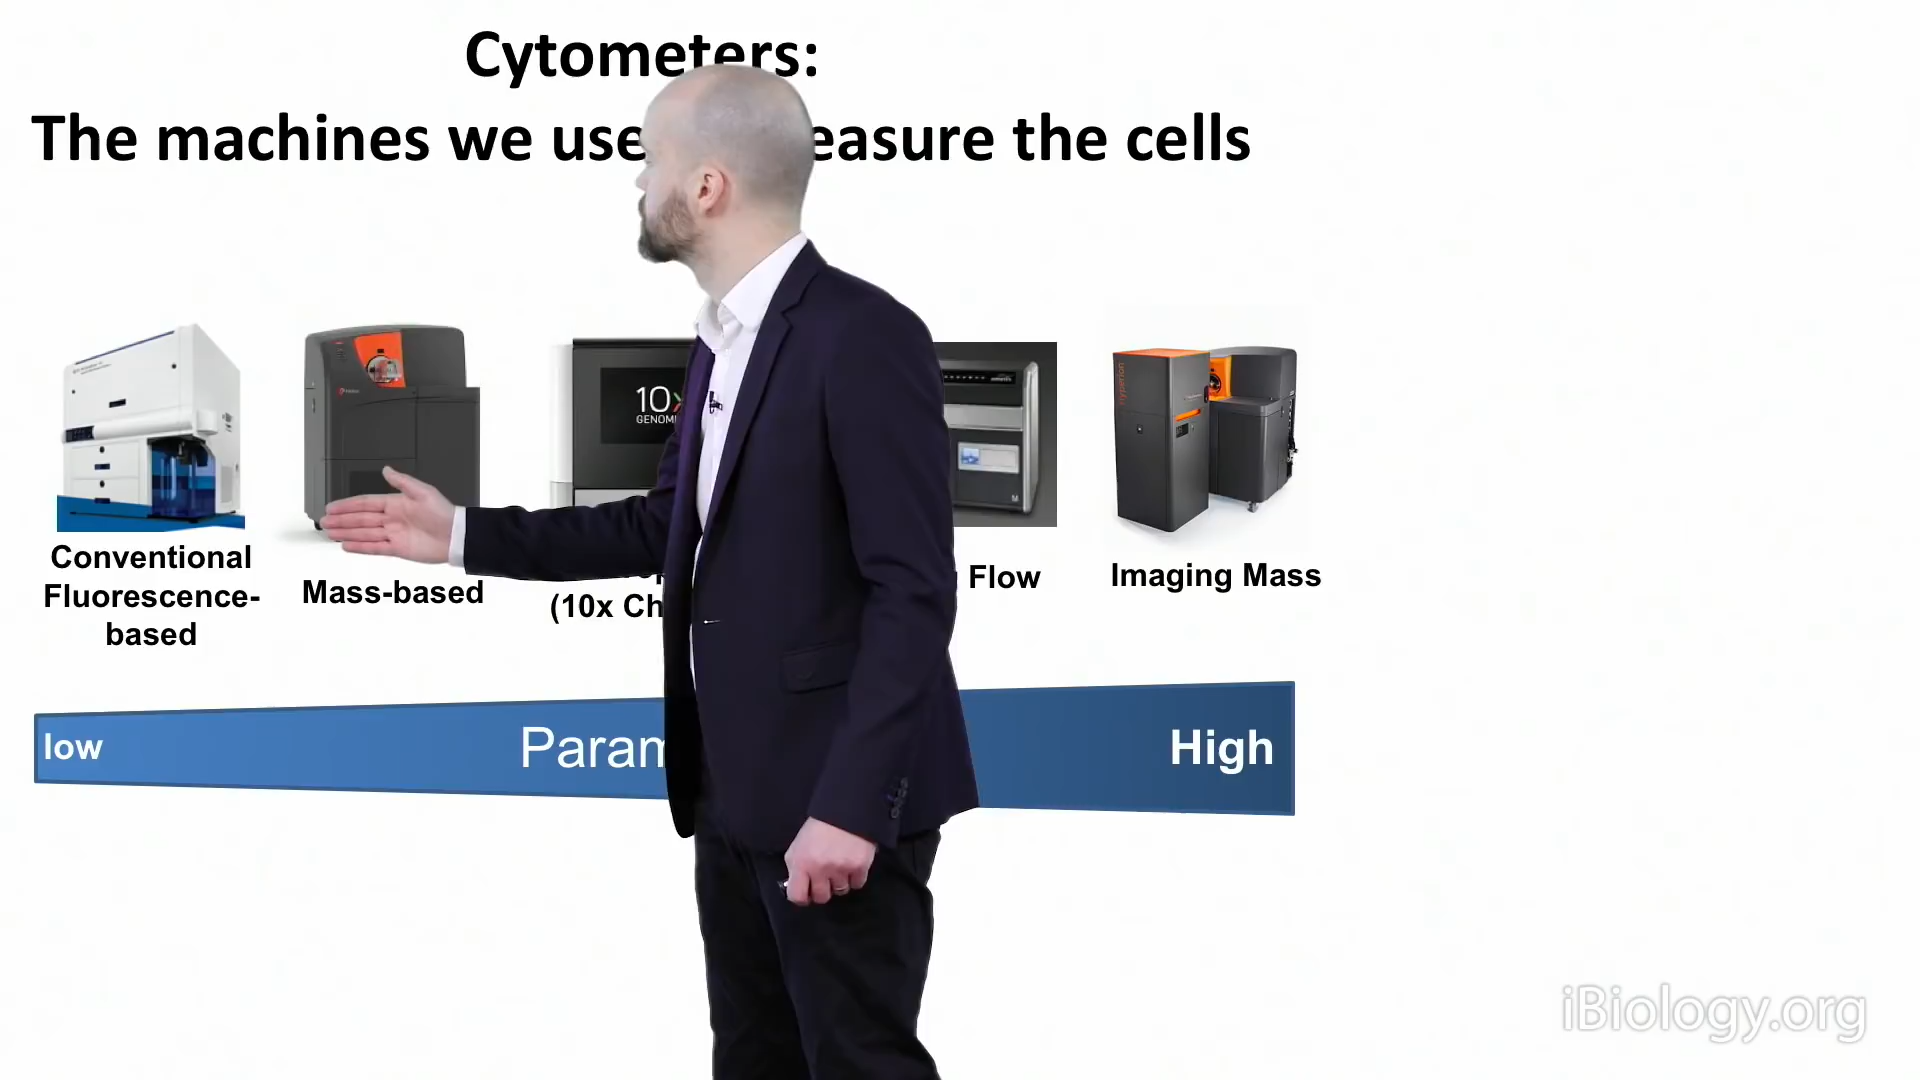 Cytometers:
The machines we use easure the cells
10x
GENOM
Conventional
Fluorescence-
based
Mass-based
(10x Ch
Flow
Imaging Mass
low
Param
High
iBiology.org